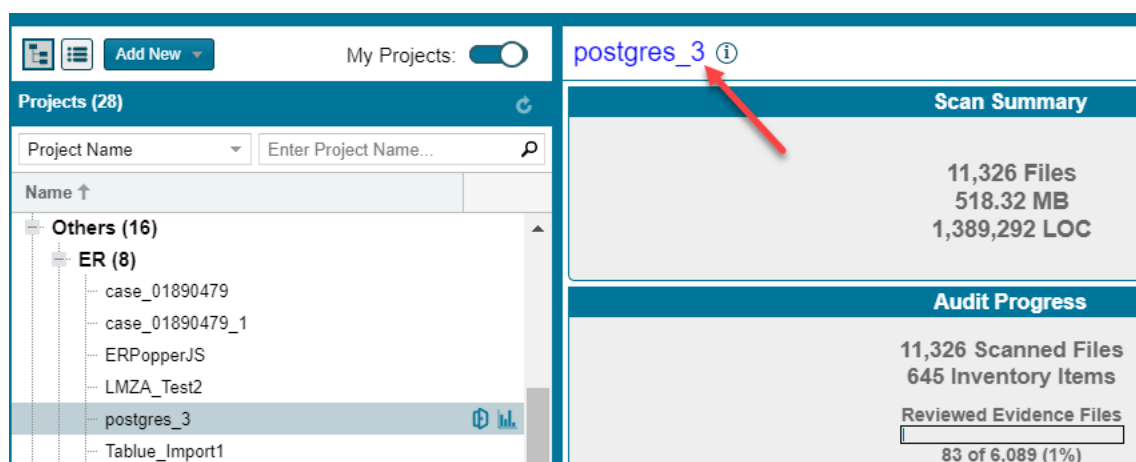 Add New
My Projects:
Projects (28)
Project Name
Enter Project Name...
Name
Others (16)
ER (8)
case_01890479
case_01890479_1
ERPopperJS
LMZA_Test2
postgres_3
Tablue_Import1
postgres_3
Scan Summary
11,326 Files
518.32 MB
1,389,292 LOC
Audit Progress
11,326 Scanned Files
645 Inventory Items
Reviewed Evidence Files
83 of 6,089 (1%)